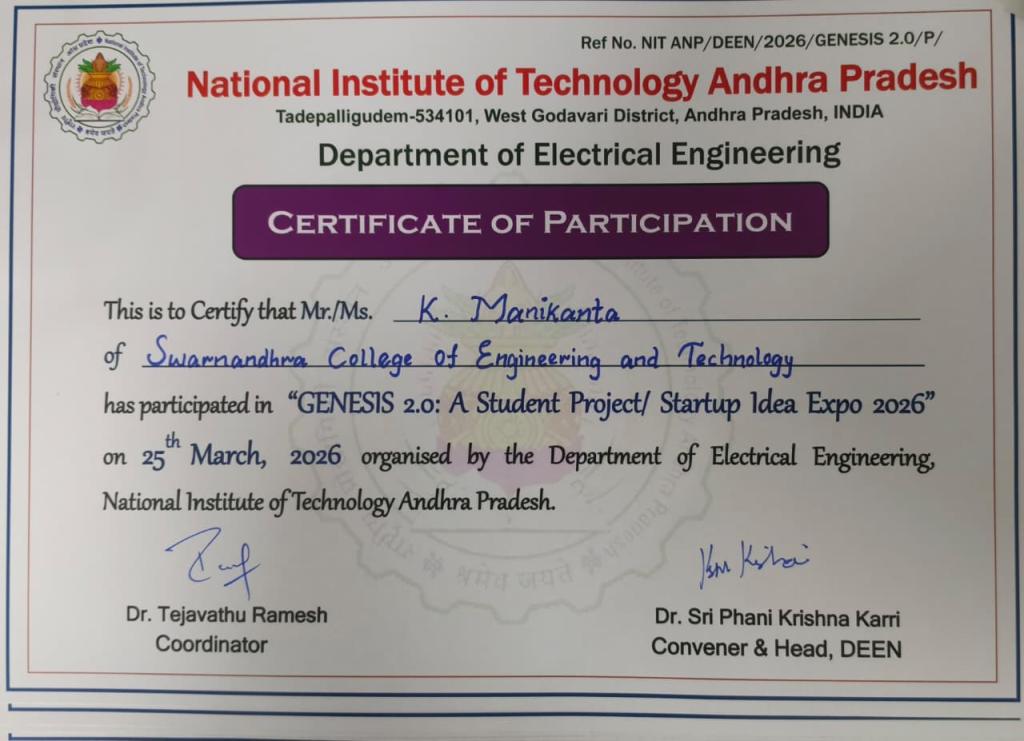 Ref No. NIT ANP/DEEN/2026/GENESIS 2.0/P/
National Institute of Technology Andhra Pradesh
Tadepalligudem-534101, West Godavari District, Andhra Pradesh, INDIA
Department of Electrical Engineering
CERTIFICATE OF PARTICIPATION
This is to Certify that Mr./Ms. K. Manikanta
of Swarnandhra College of Engineering and Technology
has participated in “GENESIS 2.0: A Student Project/ Startup Idea Expo 2026”
on 25th March, 2026 organised by the Department of Electrical Engineering,
National Institute of Technology Andhra Pradesh.
श्रमेव जयते
Dr. Tejavathu Ramesh
Coordinator
Dr. Sri Phani Krishna Karri
Convener & Head, DEEN